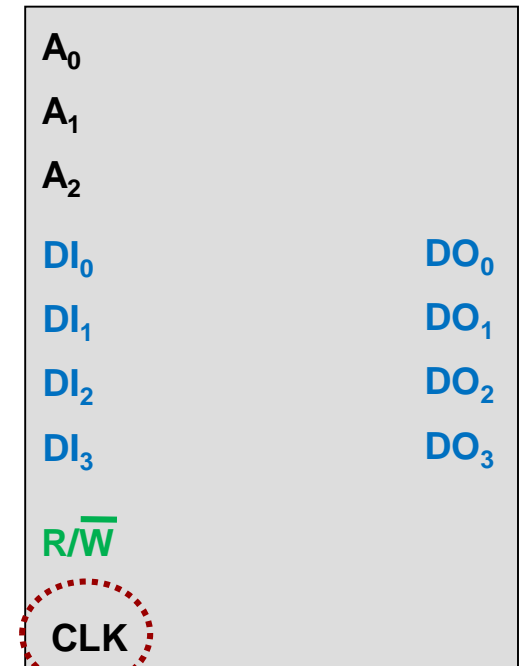 A₀
A₁
A₂
DI₀ DO₀
DI₁ DO₁
DI₂ DO₂
DI₃ DO₃
R/W̅
CLK